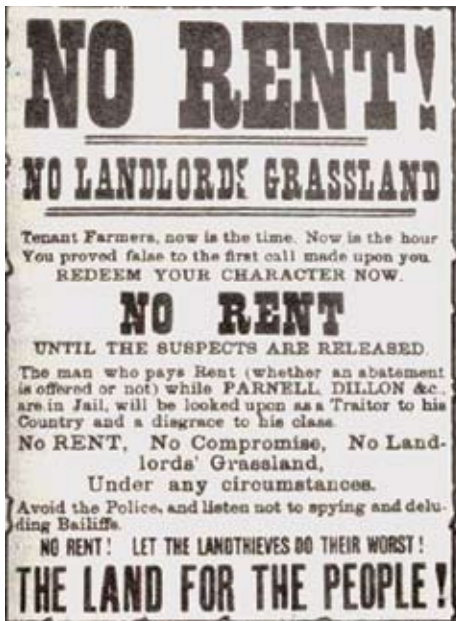 NO RENT!
NO LANDLORDS GRASSLAND
Tenant Farmers, now is the time. Now is the hour
You proved false to the first call made upon you.
REDEEM YOUR CHARACTER NOW.
NO RENT
UNTIL THE SUSPECTS ARE RELEASED.
The man who pays Rent (whether an abatement
is offered or not) while PARNELL, DILLON &c.,
are in Jail, will be looked upon as a Traitor to his
Country and a disgrace to his class.
No RENT, No Compromise, No Land-
lords' Grassland,
Under any circumstances.
Avoid the Police, and listen not to spying and delu-
ding Bailiffs.
NO RENT! LET THE LANDTHIEVES DO THEIR WORST!
THE LAND FOR THE PEOPLE!